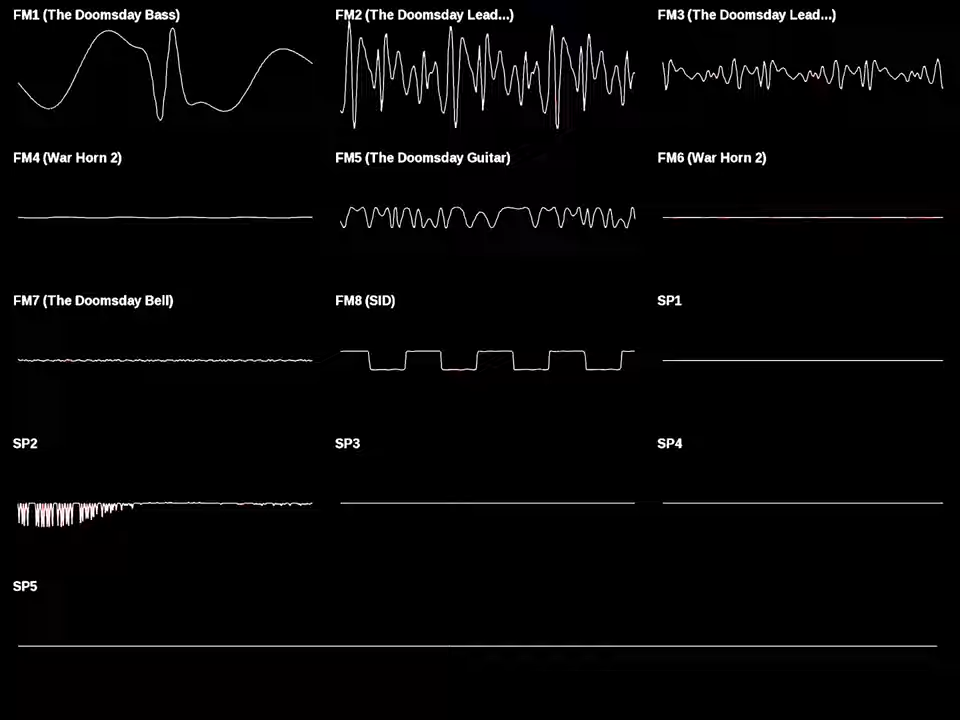 FM1 (The Doomsday Bass)
FM2 (The Doomsday Lead...)
FM3 (The Doomsday Lead...)
FM4 (War Horn 2)
FM5 (The Doomsday Guitar)
FM6 (War Horn 2)
FM7 (The Doomsday Bell)
FM8 (SID)
SP1
SP2
SP3
SP4
SP5